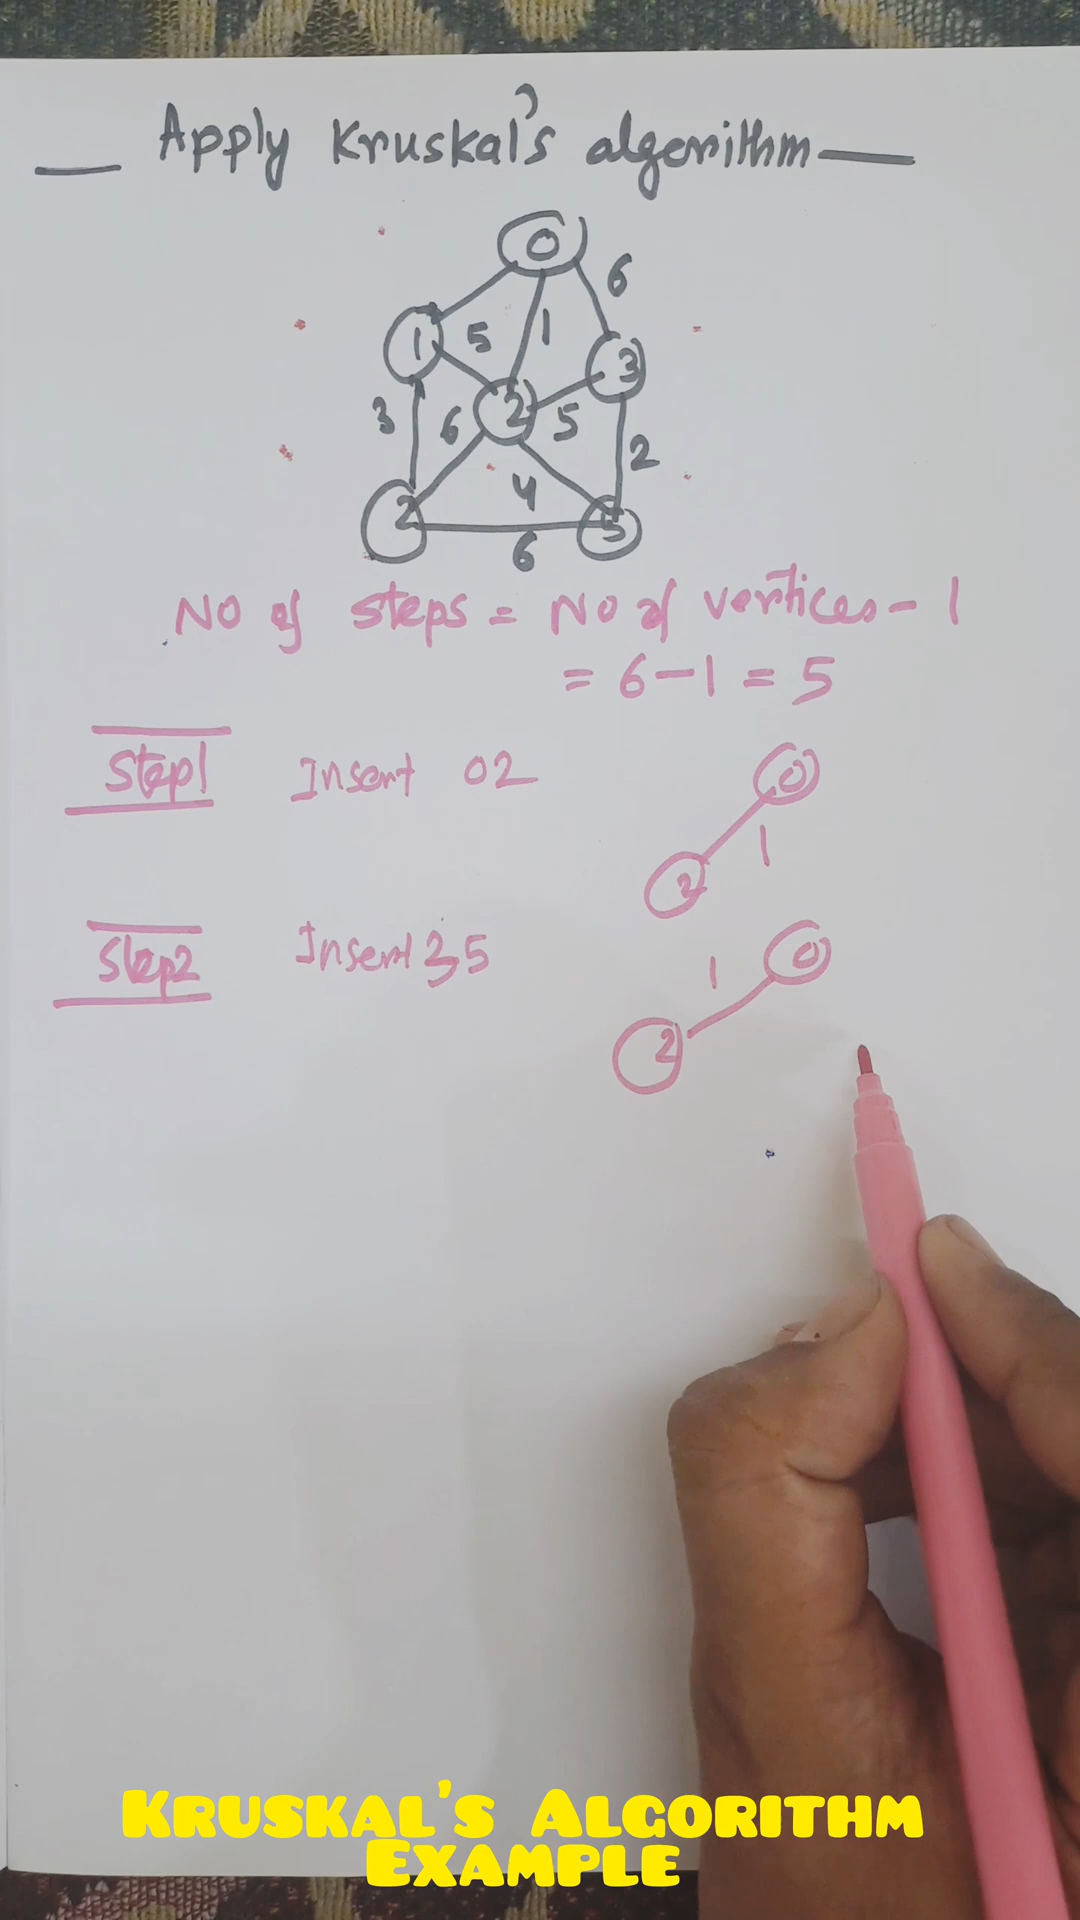 Apply Kruskal's algorithm
0
6
1 5 1 3
3 6 2 5 2
4
2 5
6
No of steps = No of vertices - 1
= 6 - 1 = 5
Step1 Insert 02
0
1
2
Step2 Insert 35
1 0
2
KRUSKAL'S ALGORITHM
EXAMPLE